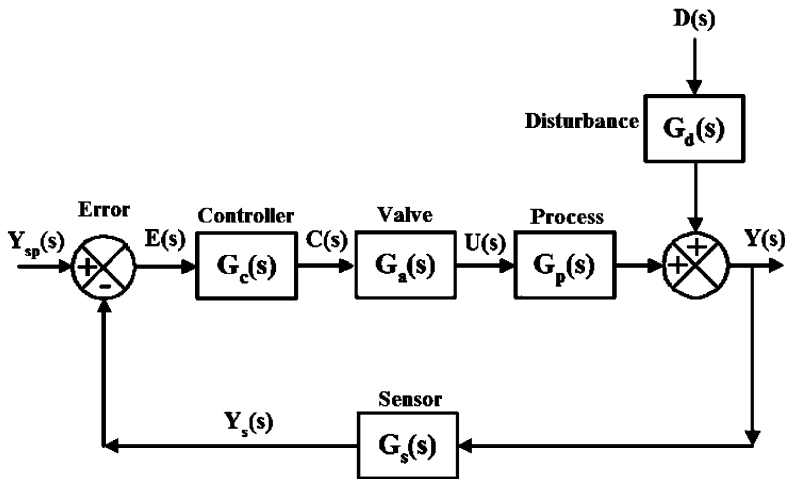 D(s)
Disturbance
G_d(s)
Error
Controller
Valve
Process
Y_sp(s)
E(s)
C(s)
U(s)
Y(s)
+
-
G_c(s)
G_a(s)
G_p(s)
+
+
Sensor
Y_s(s)
G_s(s)